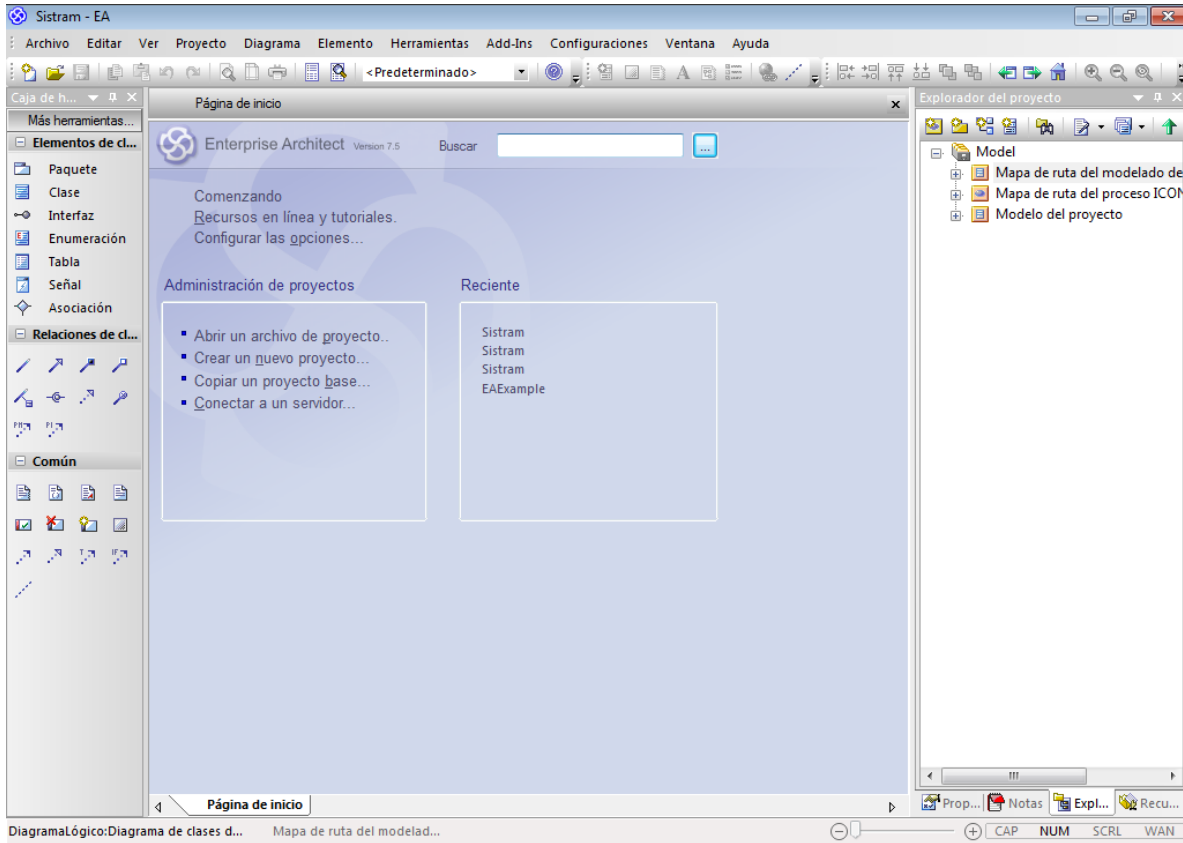 Sistram - EA
Archivo Editar Ver Proyecto Diagrama Elemento Herramientas Add-Ins Configuraciones Ventana Ayuda
<Predeterminado>
Caja de h...
Más herramientas...
Elementos de cl...
Paquete
Clase
Interfaz
Enumeración
Tabla
Señal
Asociación
Relaciones de cl...
Común
Página de inicio
Enterprise Architect Version 7.5 Buscar ...
Comenzando
Recursos en línea y tutoriales.
Configurar las opciones...
Administración de proyectos
Abrir un archivo de proyecto..
Crear un nuevo proyecto...
Copiar un proyecto base...
Conectar a un servidor...
Reciente
Sistram
Sistram
Sistram
EAExample
Página de inicio
Explorador del proyecto
Model
Mapa de ruta del modelado de
Mapa de ruta del proceso ICON
Modelo del proyecto
Prop... Notas Expl... Recu...
DiagramaLógico:Diagrama de clases d... Mapa de ruta del modelad... CAP NUM SCRL WAN